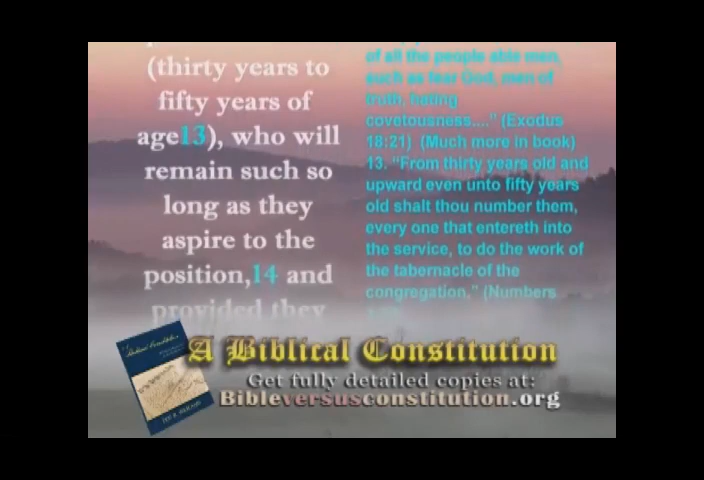 (thirty years to
fifty years of
age13), who will
remain such so
long as they
aspire to the
position,14 and
provided they
of all the people able men,
such as fear God, men of
truth, hating
covetousness...." (Exodus
18:21) (Much more in book)
13. "From thirty years old and
upward even unto fifty years
old shalt thou number them,
every one that entereth into
the service, to do the work of
the tabernacle of the
congregation." (Numbers
A Biblical Constitution
Get fully detailed copies at:
Bibleversusconstitution.org